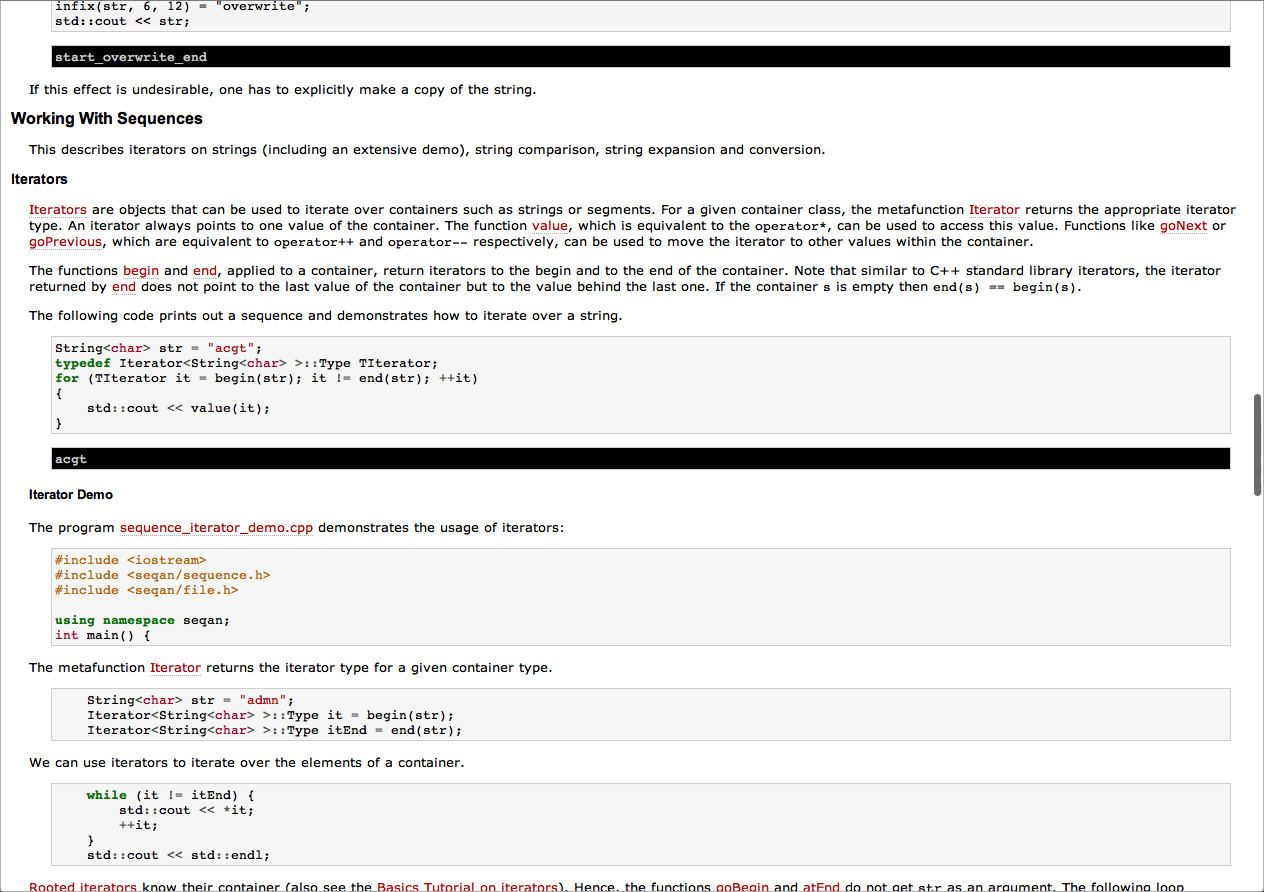 infix(str, 6, 12) = "overwrite";
std::cout << str;
start_overwrite_end
If this effect is undesirable, one has to explicitly make a copy of the string.
Working With Sequences
This describes iterators on strings (including an extensive demo), string comparison, string expansion and conversion.
Iterators
Iterators are objects that can be used to iterate over containers such as strings or segments. For a given container class, the metafunction Iterator returns the appropriate iterator
type. An iterator always points to one value of the container. The function value, which is equivalent to the operator*, can be used to access this value. Functions like goNext or
goPrevious, which are equivalent to operator++ and operator-- respectively, can be used to move the iterator to other values within the container.
The functions begin and end, applied to a container, return iterators to the begin and to the end of the container. Note that similar to C++ standard library iterators, the iterator
returned by end does not point to the last value of the container but to the value behind the last one. If the container s is empty then end(s) == begin(s).
The following code prints out a sequence and demonstrates how to iterate over a string.
String<char> str = "acgt";
typedef Iterator<String<char> >::Type TIterator;
for (TIterator it = begin(str); it != end(str); ++it)
{
    std::cout << value(it);
}
acgt
Iterator Demo
The program sequence_iterator_demo.cpp demonstrates the usage of iterators:
#include <iostream>
#include <seqan/sequence.h>
#include <seqan/file.h>
using namespace seqan;
int main() {
The metafunction Iterator returns the iterator type for a given container type.
    String<char> str = "admn";
    Iterator<String<char> >::Type it = begin(str);
    Iterator<String<char> >::Type itEnd = end(str);
We can use iterators to iterate over the elements of a container.
    while (it != itEnd) {
        std::cout << *it;
        ++it;
    }
    std::cout << std::endl;
Rooted iterators know their container (also see the Basics Tutorial on iterators). Hence, the functions goBegin and atEnd do not get str as an argument. The following loop